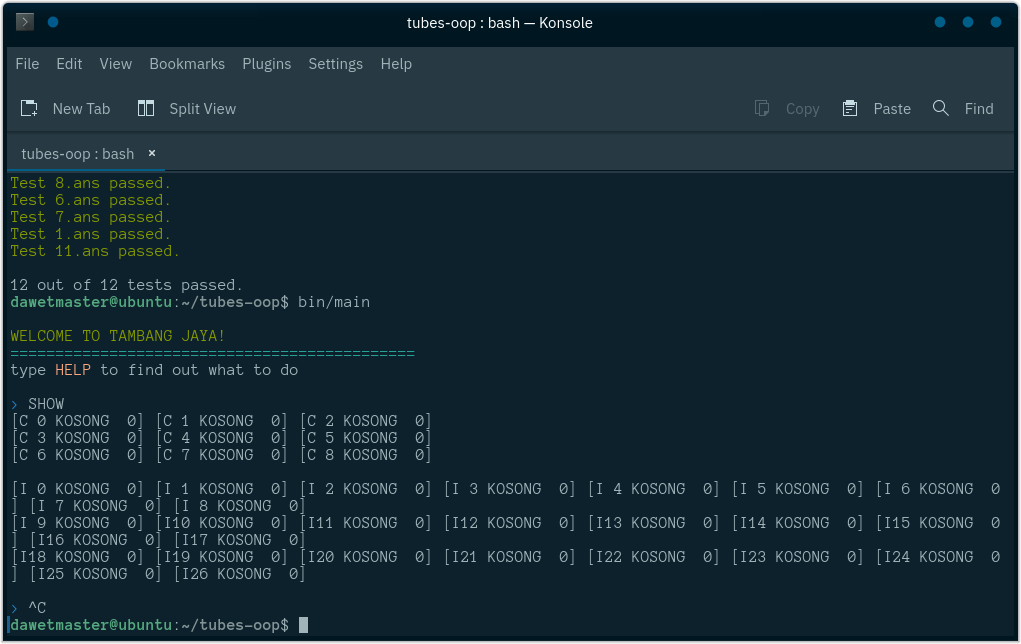 tubes-oop : bash — Konsole
File Edit View Bookmarks Plugins Settings Help
New Tab Split View Copy Paste Find
tubes-oop : bash ×
Test 8.ans passed.
Test 6.ans passed.
Test 7.ans passed.
Test 1.ans passed.
Test 11.ans passed.
12 out of 12 tests passed.
dawetmaster@ubuntu:~/tubes-oop$ bin/main
WELCOME TO TAMBANG JAYA!
=============================================
type HELP to find out what to do
> SHOW
[C 0 KOSONG  0] [C 1 KOSONG  0] [C 2 KOSONG  0]
[C 3 KOSONG  0] [C 4 KOSONG  0] [C 5 KOSONG  0]
[C 6 KOSONG  0] [C 7 KOSONG  0] [C 8 KOSONG  0]
[I 0 KOSONG  0] [I 1 KOSONG  0] [I 2 KOSONG  0] [I 3 KOSONG  0] [I 4 KOSONG  0] [I 5 KOSONG  0] [I 6 KOSONG  0
] [I 7 KOSONG  0] [I 8 KOSONG  0]
[I 9 KOSONG  0] [I10 KOSONG  0] [I11 KOSONG  0] [I12 KOSONG  0] [I13 KOSONG  0] [I14 KOSONG  0] [I15 KOSONG  0
] [I16 KOSONG  0] [I17 KOSONG  0]
[I18 KOSONG  0] [I19 KOSONG  0] [I20 KOSONG  0] [I21 KOSONG  0] [I22 KOSONG  0] [I23 KOSONG  0] [I24 KOSONG  0
] [I25 KOSONG  0] [I26 KOSONG  0]
> ^C
dawetmaster@ubuntu:~/tubes-oop$